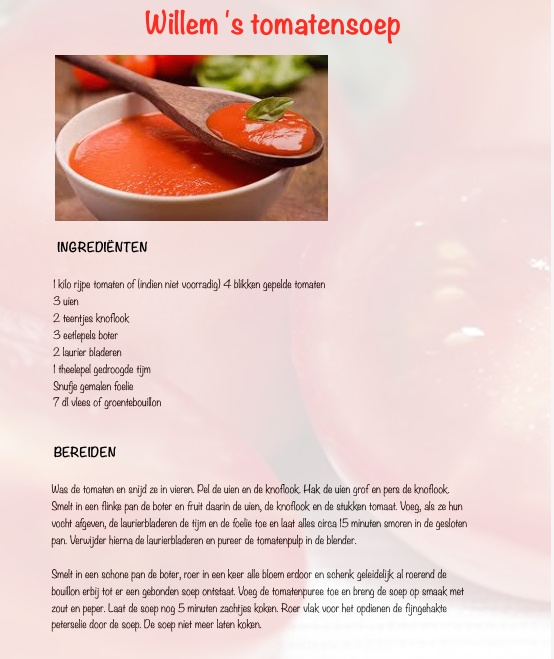 Willem 's tomatensoep
INGREDIËNTEN
1 kilo rijpe tomaten of (indien niet voorradig) 4 blikken gepelde tomaten
3 uien
2 teentjes knoflook
3 eetlepels boter
2 laurier bladeren
1 theelepel gedroogde tijm
Snufje gemalen foelie
7 dl vlees of groentebouillon
BEREIDEN
Was de tomaten en snijd ze in vieren. Pel de uien en de knoflook. Hak de uien grof en pers de knoflook.
Smelt in een flinke pan de boter en fruit daarin de uien, de knoflook en de stukken tomaat. Voeg, als ze hun
vocht afgeven, de laurierbladeren de tijm en de foelie toe en laat alles circa 15 minuten smoren in de gesloten
pan. Verwijder hierna de laurierbladeren en pureer de tomatenpulp in de blender.
Smelt in een schone pan de boter, roer in een keer alle bloem erdoor en schenk geleidelijk al roerend de
bouillon erbij tot er een gebonden soep ontstaat. Voeg de tomatenpuree toe en breng de soep op smaak met
zout en peper. Laat de soep nog 5 minuten zachtjes koken. Roer vlak voor het opdienen de fijngehakte
peterselie door de soep. De soep niet meer laten koken.